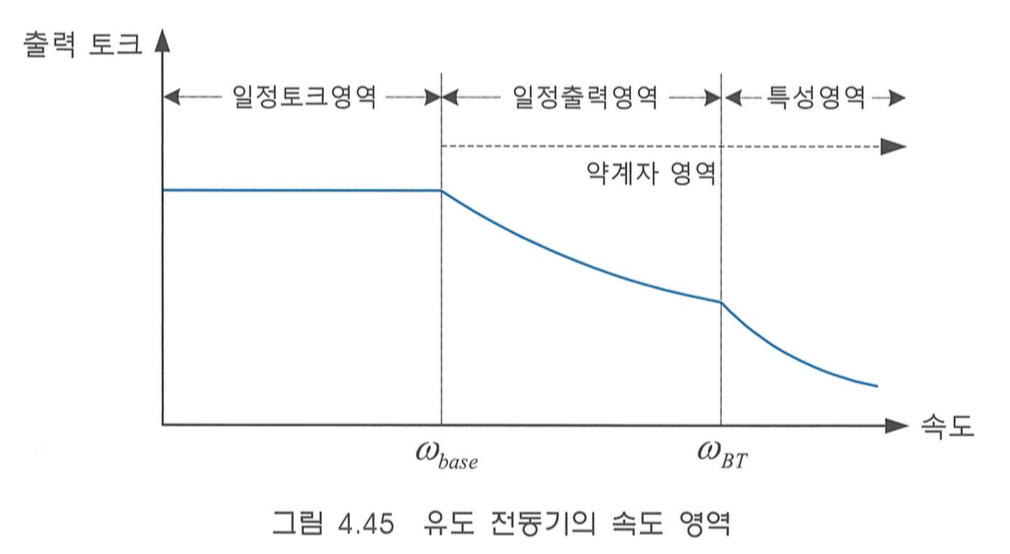 출력 토크
일정토크영역
일정출력영역
특성영역
약계자 영역
속도
ω_base
ω_BT
그림 4.45 유도 전동기의 속도 영역